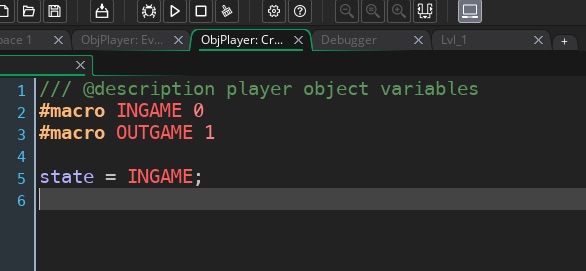 pace 1 ObjPlayer: Ev... ObjPlayer: Cr... Debugger Lvl_1
1 /// @description player object variables
2 #macro INGAME 0
3 #macro OUTGAME 1
4
5 state = INGAME;
6